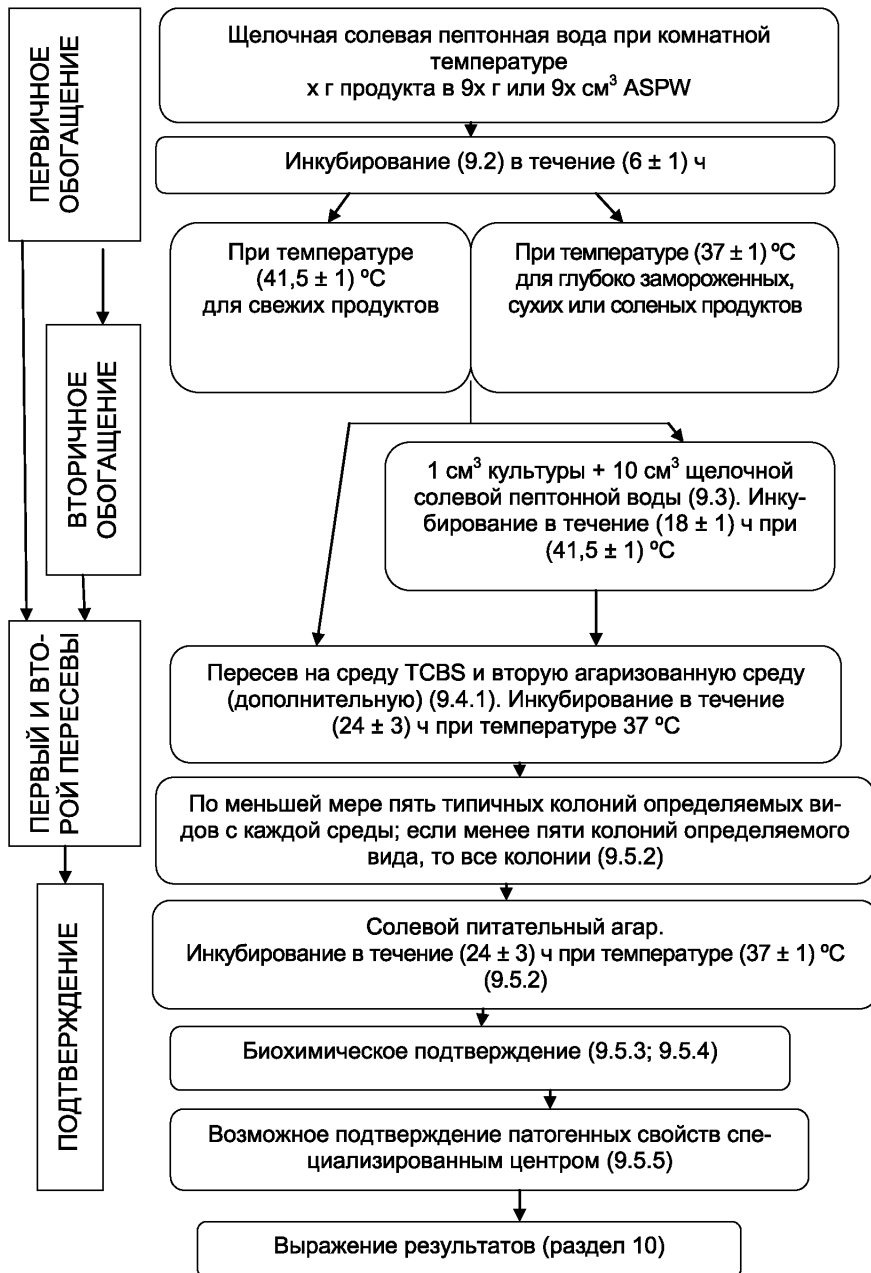 ПЕРВИЧНОЕ
ОБОГАЩЕНИЕ
Щелочная солевая пептонная вода при комнатной
температуре
х г продукта в 9х г или 9х см³ ASPW
Инкубирование (9.2) в течение (6 ± 1) ч
При температуре
(41,5 ± 1) ºС
для свежих продуктов
При температуре (37 ± 1) ºС
для глубоко замороженных,
сухих или соленых продуктов
ВТОРИЧНОЕ
ОБОГАЩЕНИЕ
1 см³ культуры + 10 см³ щелочной
солевой пептонной воды (9.3). Инку-
бирование в течение (18 ± 1) ч при
(41,5 ± 1) ºС
ПЕРВЫЙ И ВТО-
РОЙ ПЕРЕСЕВЫ
Пересев на среду TCBS и вторую агаризованную среду
(дополнительную) (9.4.1). Инкубирование в течение
(24 ± 3) ч при температуре 37 ºС
По меньшей мере пять типичных колоний определяемых ви-
дов с каждой среды; если менее пяти колоний определяемого
вида, то все колонии (9.5.2)
ПОДТВЕРЖДЕНИЕ
Солевой питательный агар.
Инкубирование в течение (24 ± 3) ч при температуре (37 ± 1) ºС
(9.5.2)
Биохимическое подтверждение (9.5.3; 9.5.4)
Возможное подтверждение патогенных свойств спе-
циализированным центром (9.5.5)
Выражение результатов (раздел 10)